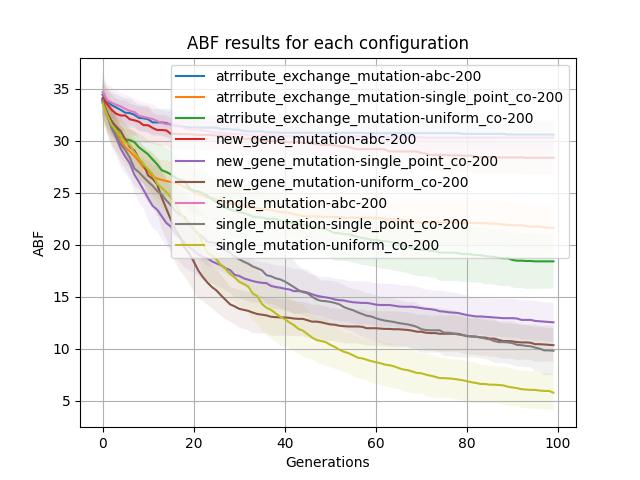 ABF results for each configuration
35
30
25
20
15
10
5
ABF
atrribute_exchange_mutation-abc-200
atrribute_exchange_mutation-single_point_co-200
atrribute_exchange_mutation-uniform_co-200
new_gene_mutation-abc-200
new_gene_mutation-single_point_co-200
new_gene_mutation-uniform_co-200
single_mutation-abc-200
single_mutation-single_point_co-200
single_mutation-uniform_co-200
0 20 40 60 80 100
Generations